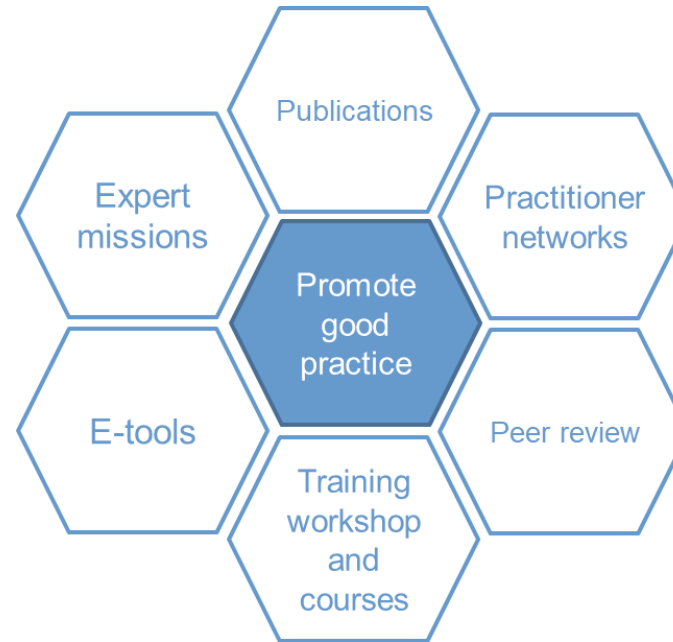 Publications
Expert
missions
Practitioner
networks
Promote
good
practice
E-tools
Peer review
Training
workshop
and
courses